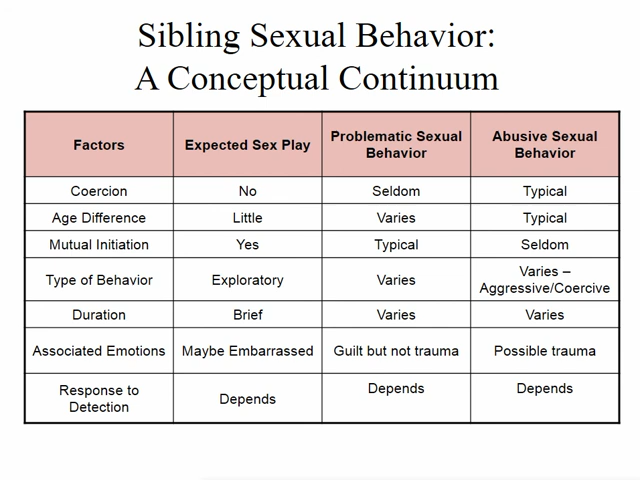 Sibling Sexual Behavior:
A Conceptual Continuum
Factors
Expected Sex Play
Problematic Sexual
Behavior
Abusive Sexual
Behavior
Coercion
No
Seldom
Typical
Age Difference
Little
Varies
Typical
Mutual Initiation
Yes
Typical
Seldom
Type of Behavior
Exploratory
Varies
Varies –
Aggressive/Coercive
Duration
Brief
Varies
Varies
Associated Emotions
Maybe Embarrassed
Guilt but not trauma
Possible trauma
Response to
Detection
Depends
Depends
Depends